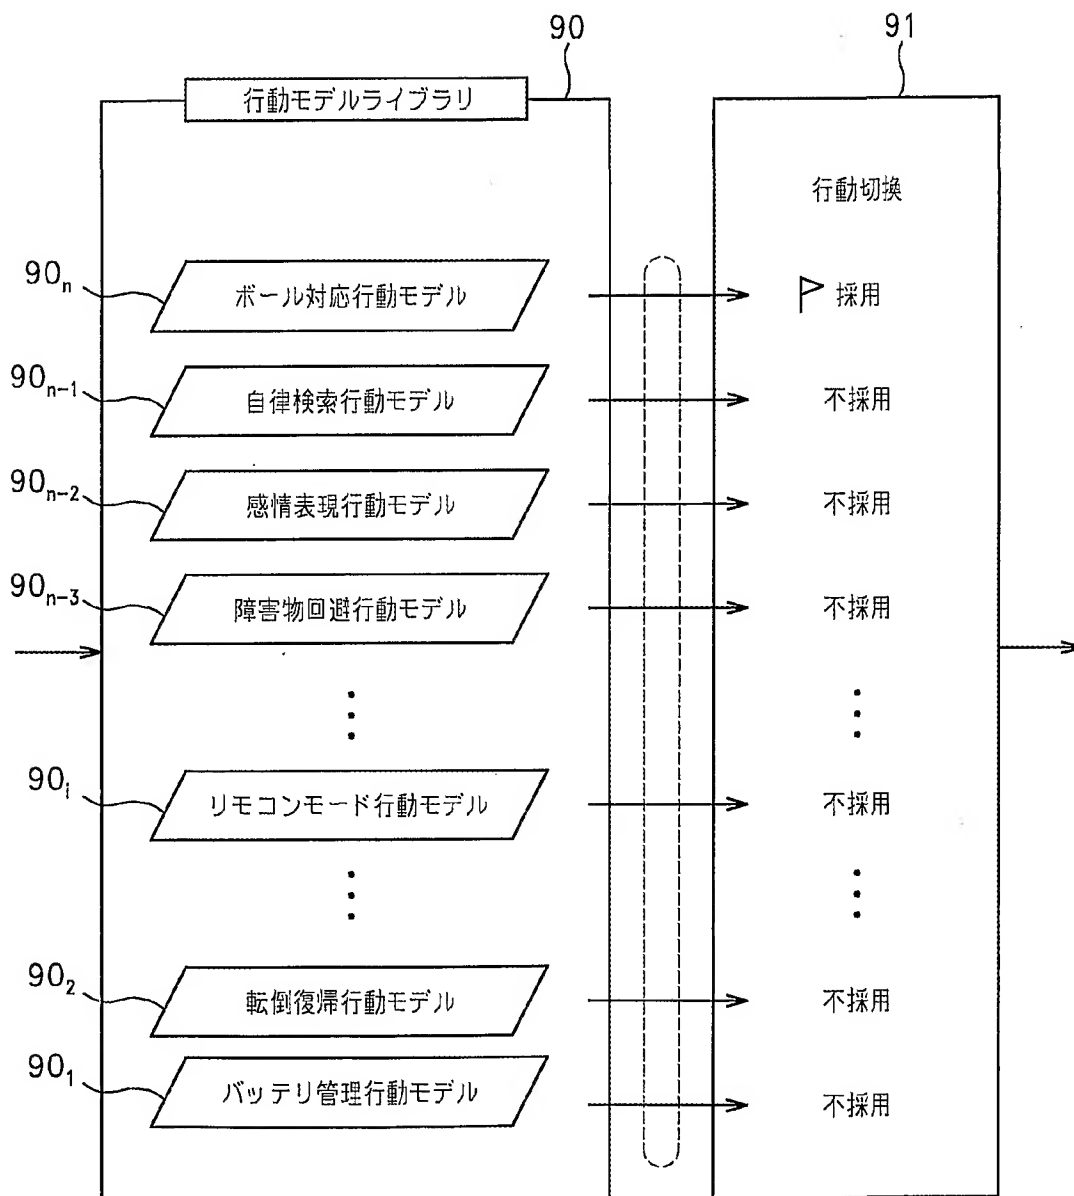 90
91
行動モデルライブラリ
行動切換
90n ボール対応行動モデル 採用
90n-1 自律検索行動モデル 不採用
90n-2 感情表現行動モデル 不採用
90n-3 障害物回避行動モデル 不採用
90i リモコンモード行動モデル 不採用
902 転倒復帰行動モデル 不採用
901 バッテリ管理行動モデル 不採用